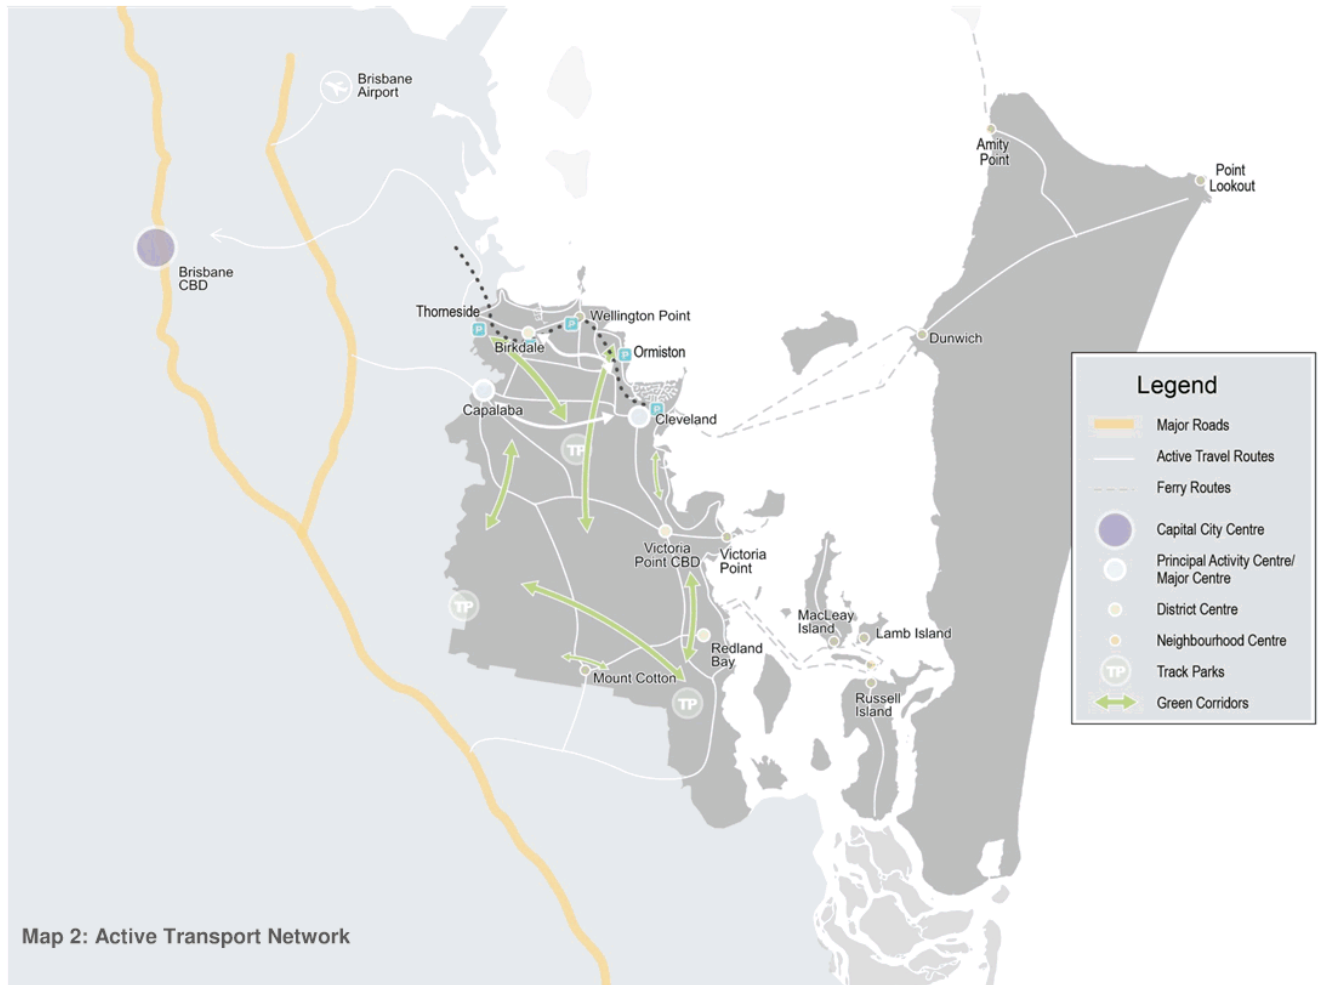 Brisbane
Airport
Amity
Point
Point
Lookout
Brisbane
CBD
Thorneside
P
Wellington Point
P
Birkdale
P
Ormiston
Dunwich
Capalaba
P
Cleveland
TP
Victoria
Point CBD
Victoria
Point
TP
MacLeay
Island
Lamb Island
Redland
Bay
Mount Cotton
TP
Russell
Island
Legend
Major Roads
Active Travel Routes
Ferry Routes
Capital City Centre
Principal Activity Centre/
Major Centre
District Centre
Neighbourhood Centre
TP
Track Parks
Green Corridors
Map 2: Active Transport Network